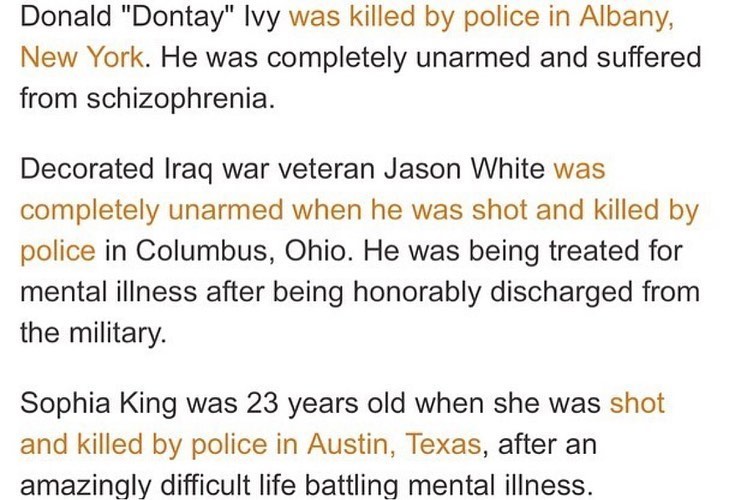 Donald "Dontay" Ivy was killed by police in Albany,
New York. He was completely unarmed and suffered
from schizophrenia.
Decorated Iraq war veteran Jason White was
completely unarmed when he was shot and killed by
police in Columbus, Ohio. He was being treated for
mental illness after being honorably discharged from
the military.
Sophia King was 23 years old when she was shot
and killed by police in Austin, Texas, after an
amazingly difficult life battling mental illness.